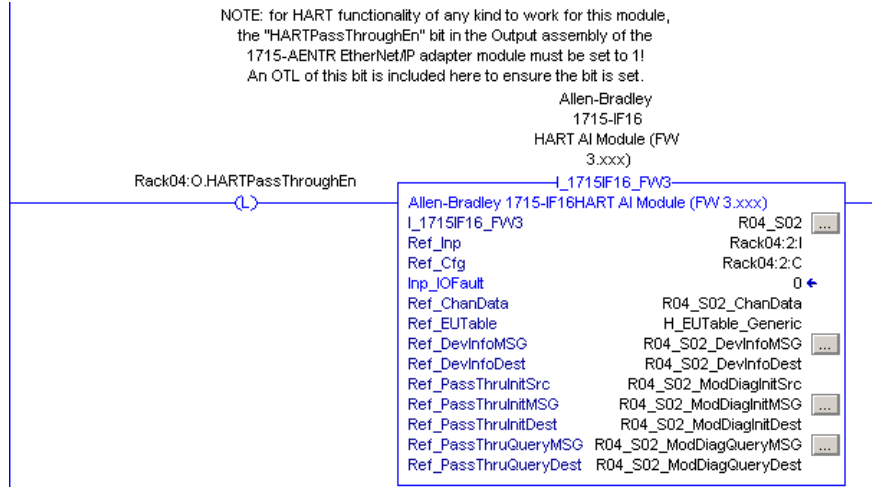 NOTE: for HART functionality of any kind to work for this module,
the "HARTPassThroughEn" bit in the Output assembly of the
1715-AENTR EtherNet/IP adapter module must be set to 1!
An OTL of this bit is included here to ensure the bit is set.
Allen-Bradley
1715-IF16
HART AI Module (FW
3.xxx)
Rack04:O.HARTPassThroughEn
(L)
I_1715IF16_FW3
Allen-Bradley 1715-IF16HART AI Module (FW 3.xxx)
I_1715IF16_FW3 R04_S02 ...
Ref_Inp Rack04:2:I
Ref_Cfg Rack04:2:C
Inp_IOFault 0
Ref_ChanData R04_S02_ChanData
Ref_EUTable H_EUTable_Generic
Ref_DevInfoMSG R04_S02_DevInfoMSG ...
Ref_DevInfoDest R04_S02_DevInfoDest
Ref_PassThruInitSrc R04_S02_ModDiagInitSrc
Ref_PassThruInitMSG R04_S02_ModDiagInitMSG ...
Ref_PassThruInitDest R04_S02_ModDiagInitDest
Ref_PassThruQueryMSG R04_S02_ModDiagQueryMSG ...
Ref_PassThruQueryDest R04_S02_ModDiagQueryDest